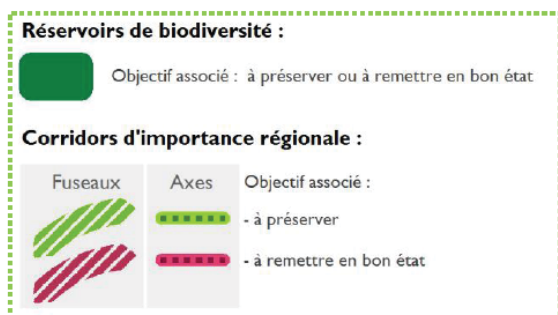 Réservoirs de biodiversité :
Objectif associé : à préserver ou à remettre en bon état
Corridors d'importance régionale :
Fuseaux Axes Objectif associé :
- à préserver
- à remettre en bon état